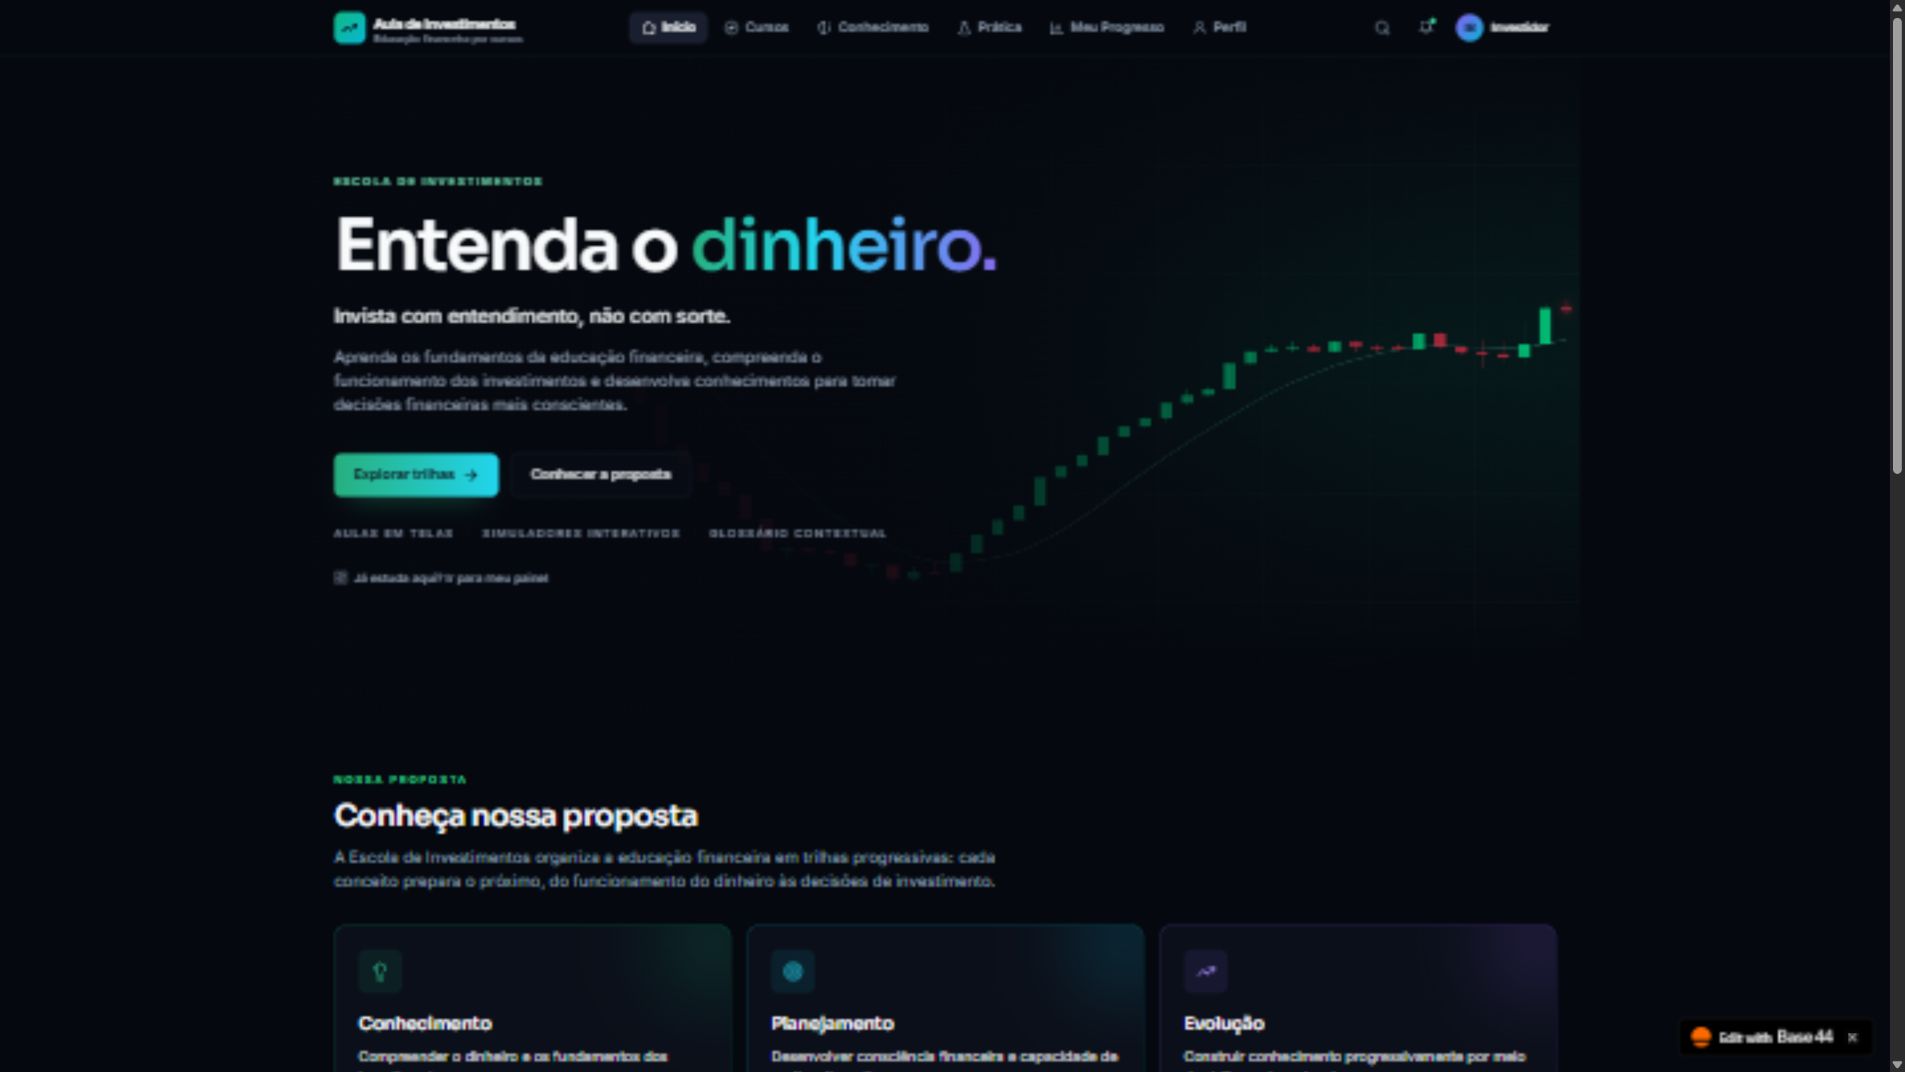 Aula de Investimentos
Educação financeira por cursos
Início
Cursos
Conhecimento
Prática
Meu Progresso
Perfil
Investidor
ESCOLA DE INVESTIMENTOS
Entenda o dinheiro.
Invista com entendimento, não com sorte.
Aprenda os fundamentos da educação financeira, compreenda o
funcionamento dos investimentos e desenvolva conhecimentos para tomar
decisões financeiras mais conscientes.
Explorar trilhas →
Conhecer a proposta
AULAS EM TELAS
SIMULADORES INTERATIVOS
GLOSSÁRIO CONTEXTUAL
Já estuda aqui? Ir para meu painel
NOSSA PROPOSTA
Conheça nossa proposta
A Escola de Investimentos organiza a educação financeira em trilhas progressivas: cada
conceito prepara o próximo, do funcionamento do dinheiro às decisões de investimento.
Conhecimento
Compreender o dinheiro e os fundamentos dos
Planejamento
Desenvolver consciência financeira e capacidade de
Evolução
Construir conhecimento progressivamente por meio
Edit with Base44